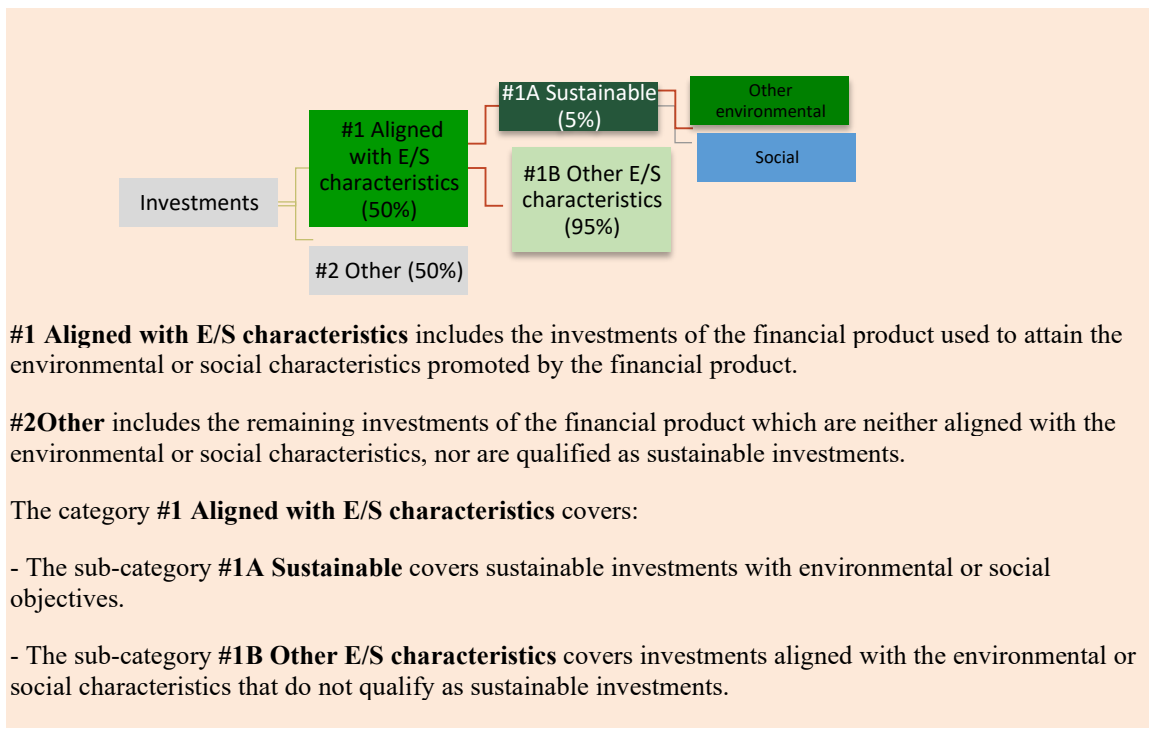 Investments
#1 Aligned
with E/S
characteristics
(50%)
#2 Other (50%)
#1A Sustainable
(5%)
#1B Other E/S
characteristics
(95%)
Other
environmental
Social
#1 Aligned with E/S characteristics includes the investments of the financial product used to attain the
environmental or social characteristics promoted by the financial product.
#2Other includes the remaining investments of the financial product which are neither aligned with the
environmental or social characteristics, nor are qualified as sustainable investments.
The category #1 Aligned with E/S characteristics covers:
- The sub-category #1A Sustainable covers sustainable investments with environmental or social
objectives.
- The sub-category #1B Other E/S characteristics covers investments aligned with the environmental or
social characteristics that do not qualify as sustainable investments.